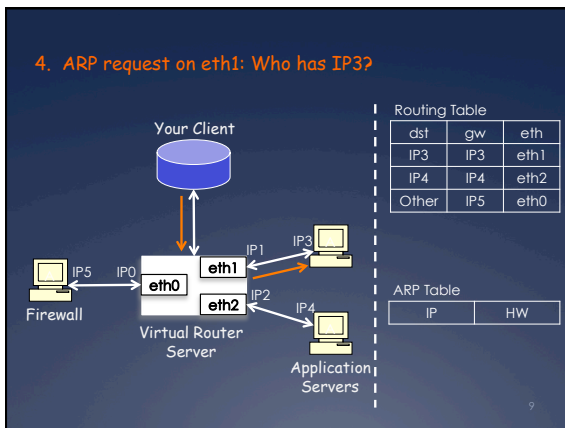 4. ARP request on eth1: Who has IP3?
Your Client
IP1
IP3
eth1
IP5
IP0
eth0
eth2
IP2
IP4
Firewall
Virtual Router
Server
Application
Servers
Routing Table
dst gw eth
IP3 IP3 eth1
IP4 IP4 eth2
Other IP5 eth0
ARP Table
IP HW
9